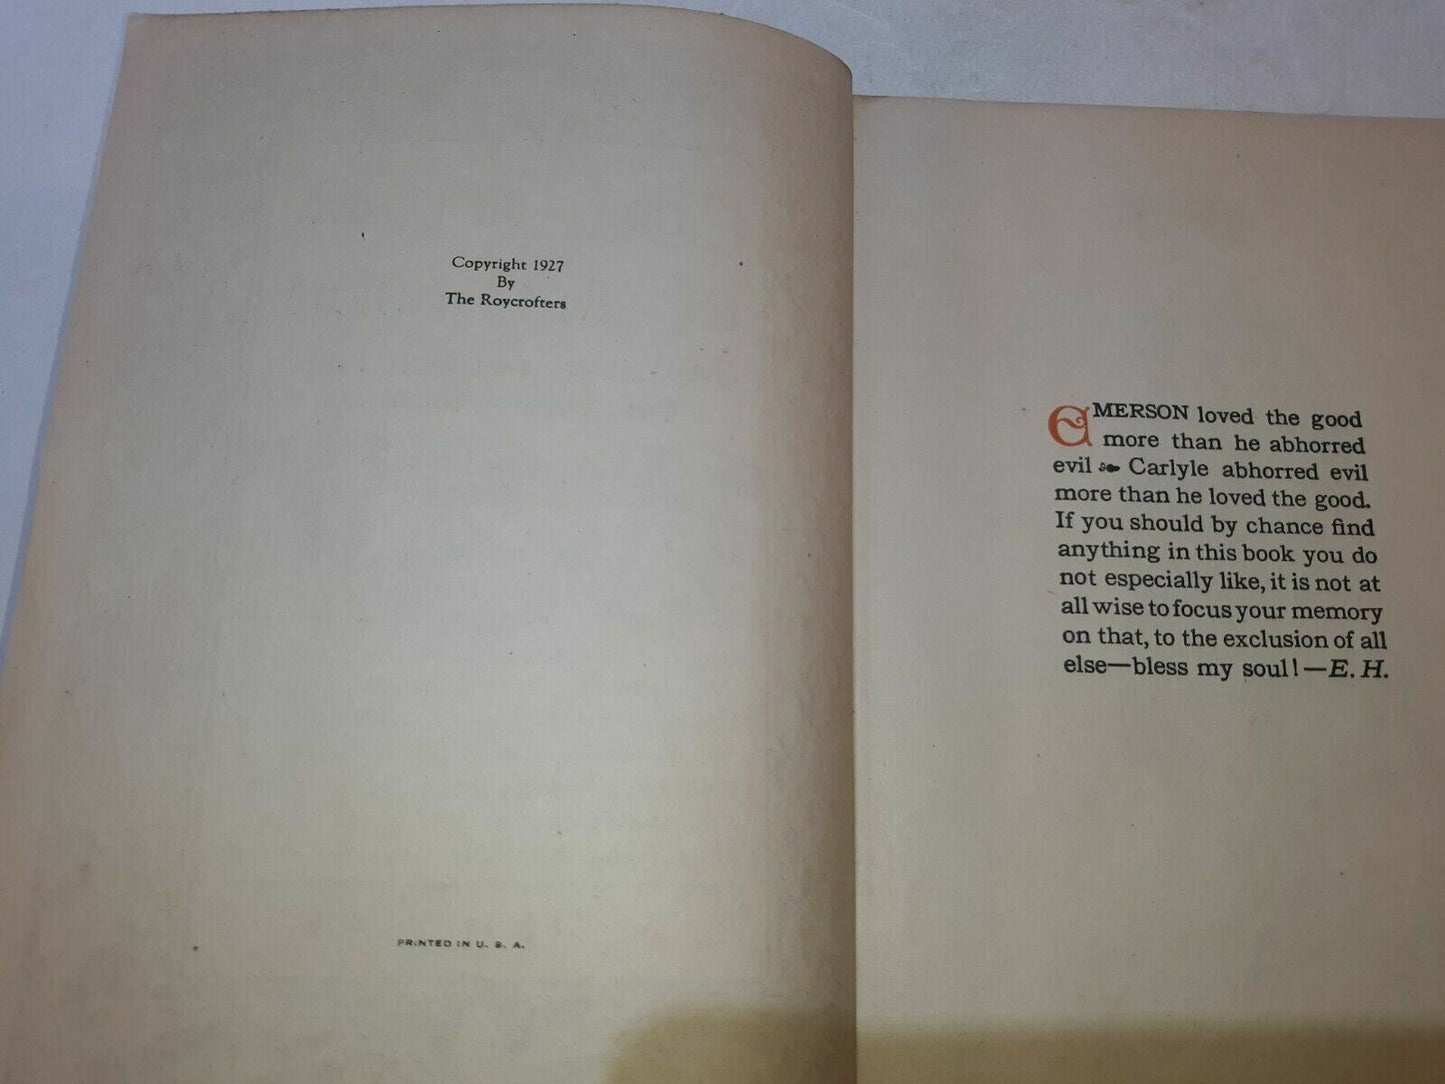 Copyright 1927
By
The Roycrofters
PRINTED IN U. S. A.
EMERSON loved the good
more than he abhorred
evil Carlyle abhorred evil
more than he loved the good.
If you should by chance find
anything in this book you do
not especially like, it is not at
all wise to focus your memory
on that, to the exclusion of all
else—bless my soul!—E. H.